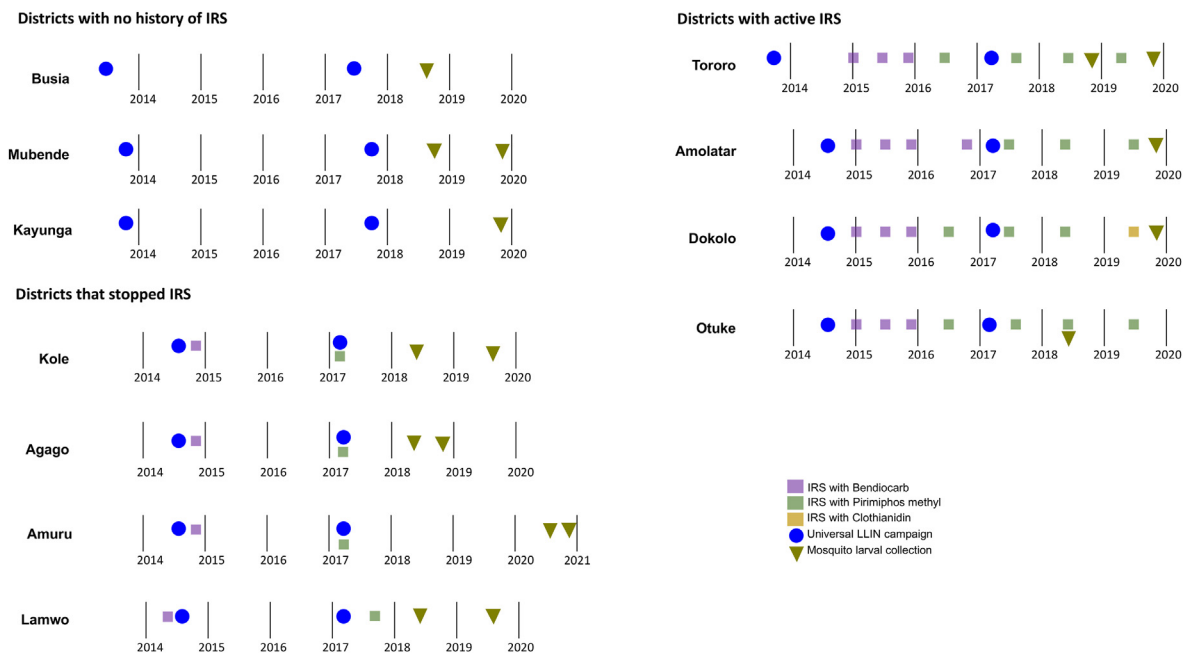 Districts with no history of IRS
Busia
2014 2015 2016 2017 2018 2019 2020
Mubende
2014 2015 2016 2017 2018 2019 2020
Kayunga
2014 2015 2016 2017 2018 2019 2020
Districts that stopped IRS
Kole
2014 2015 2016 2017 2018 2019 2020
Agago
2014 2015 2016 2017 2018 2019 2020
Amuru
2014 2015 2016 2017 2018 2019 2020 2021
Lamwo
2014 2015 2016 2017 2018 2019 2020
Districts with active IRS
Tororo
2014 2015 2016 2017 2018 2019 2020
Amolatar
2014 2015 2016 2017 2018 2019 2020
Dokolo
2014 2015 2016 2017 2018 2019 2020
Otuke
2014 2015 2016 2017 2018 2019 2020
IRS with Bendiocarb
IRS with Pirimiphos methyl
IRS with Clothianidin
Universal LLIN campaign
Mosquito larval collection